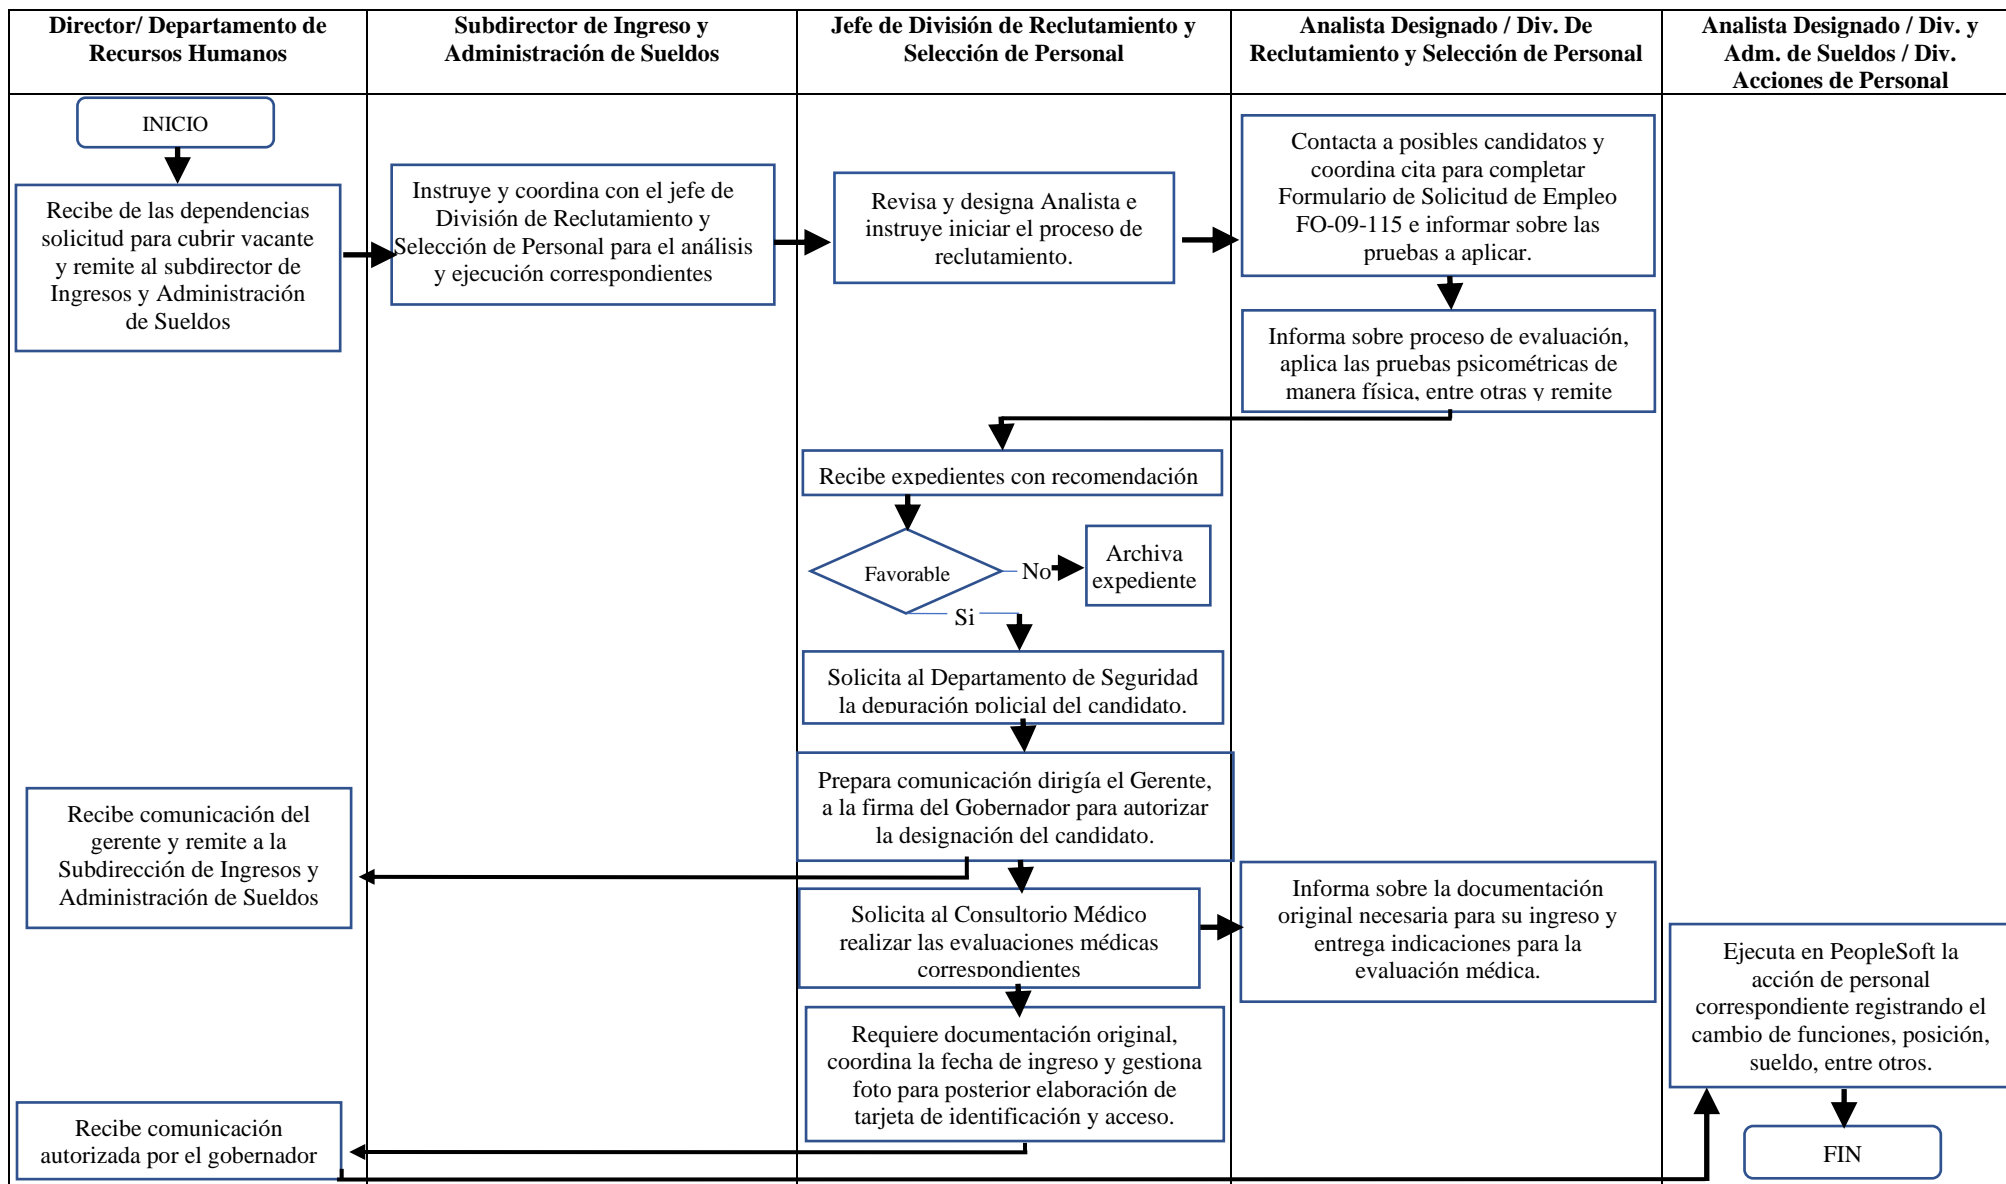 Director/ Departamento de
Recursos Humanos
Subdirector de Ingreso y
Administración de Sueldos
Jefe de División de Reclutamiento y
Selección de Personal
Analista Designado / Div. De
Reclutamiento y Selección de Personal
Analista Designado / Div. y
Adm. de Sueldos / Div.
Acciones de Personal
INICIO
Recibe de las dependencias
solicitud para cubrir vacante
y remite al subdirector de
Ingresos y Administración
de Sueldos
Instruye y coordina con el jefe de
División de Reclutamiento y
Selección de Personal para el análisis
y ejecución correspondientes
Revisa y designa Analista e
instruye iniciar el proceso de
reclutamiento.
Contacta a posibles candidatos y
coordina cita para completar
Formulario de Solicitud de Empleo
FO-09-115 e informar sobre las
pruebas a aplicar.
Informa sobre proceso de evaluación,
aplica las pruebas psicométricas de
manera física, entre otras y remite
Recibe expedientes con recomendación
Favorable
No
Archiva
expediente
Si
Solicita al Departamento de Seguridad
la depuración policial del candidato.
Prepara comunicación dirigía el Gerente,
a la firma del Gobernador para autorizar
la designación del candidato.
Recibe comunicación del
gerente y remite a la
Subdirección de Ingresos y
Administración de Sueldos
Solicita al Consultorio Médico
realizar las evaluaciones médicas
correspondientes
Informa sobre la documentación
original necesaria para su ingreso y
entrega indicaciones para la
evaluación médica.
Requiere documentación original,
coordina la fecha de ingreso y gestiona
foto para posterior elaboración de
tarjeta de identificación y acceso.
Recibe comunicación
autorizada por el gobernador
Ejecuta en PeopleSoft la
acción de personal
correspondiente registrando el
cambio de funciones, posición,
sueldo, entre otros.
FIN